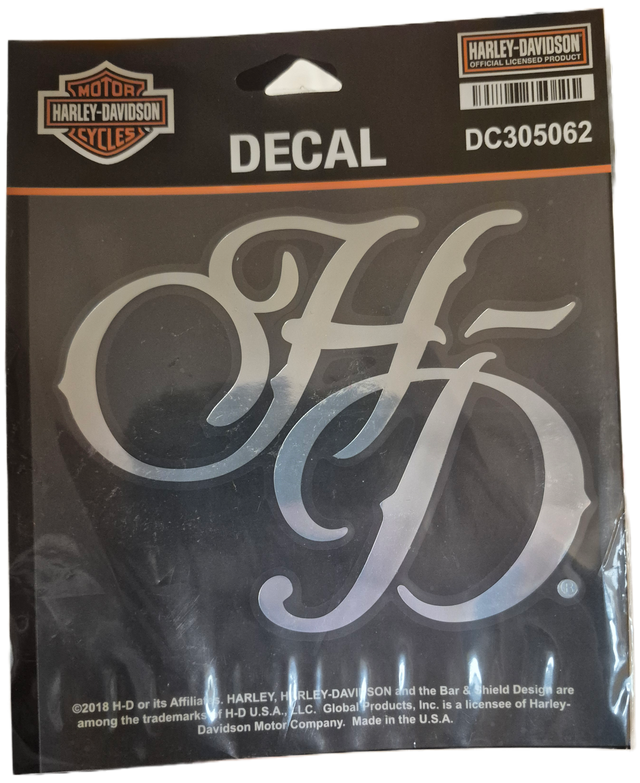 MOTOR
HARLEY-DAVIDSON
CYCLES
HARLEY-DAVIDSON
OFFICIAL LICENSED PRODUCT
DECAL
DC305062
H-
D
®
©2018 H-D or its Affiliates. HARLEY, HARLEY-DAVIDSON and the Bar & Shield Design are
among the trademarks of H-D U.S.A., LLC. Global Products, Inc. is a licensee of Harley-
Davidson Motor Company. Made in the U.S.A.